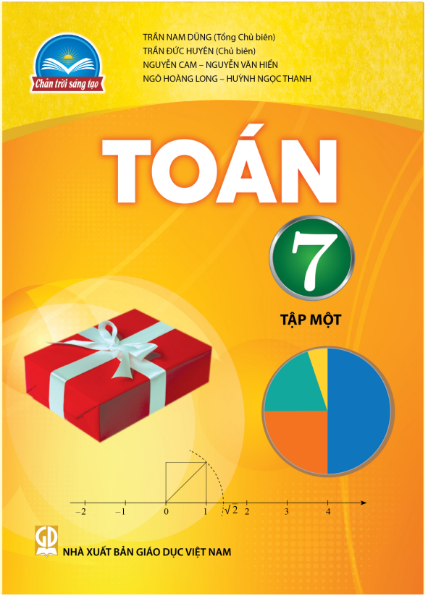 TRẦN NAM DŨNG (Tổng Chủ biên)
TRẦN ĐỨC HUYÊN (Chủ biên)
NGUYỄN CAM – NGUYỄN VĂN HIỂN
NGÔ HOÀNG LONG – HUỲNH NGỌC THANH
Chân trời sáng tạo
TOÁN
7
TẬP MỘT
–2 –1 0 1 √2 2 3 4
GD
NHÀ XUẤT BẢN GIÁO DỤC VIỆT NAM